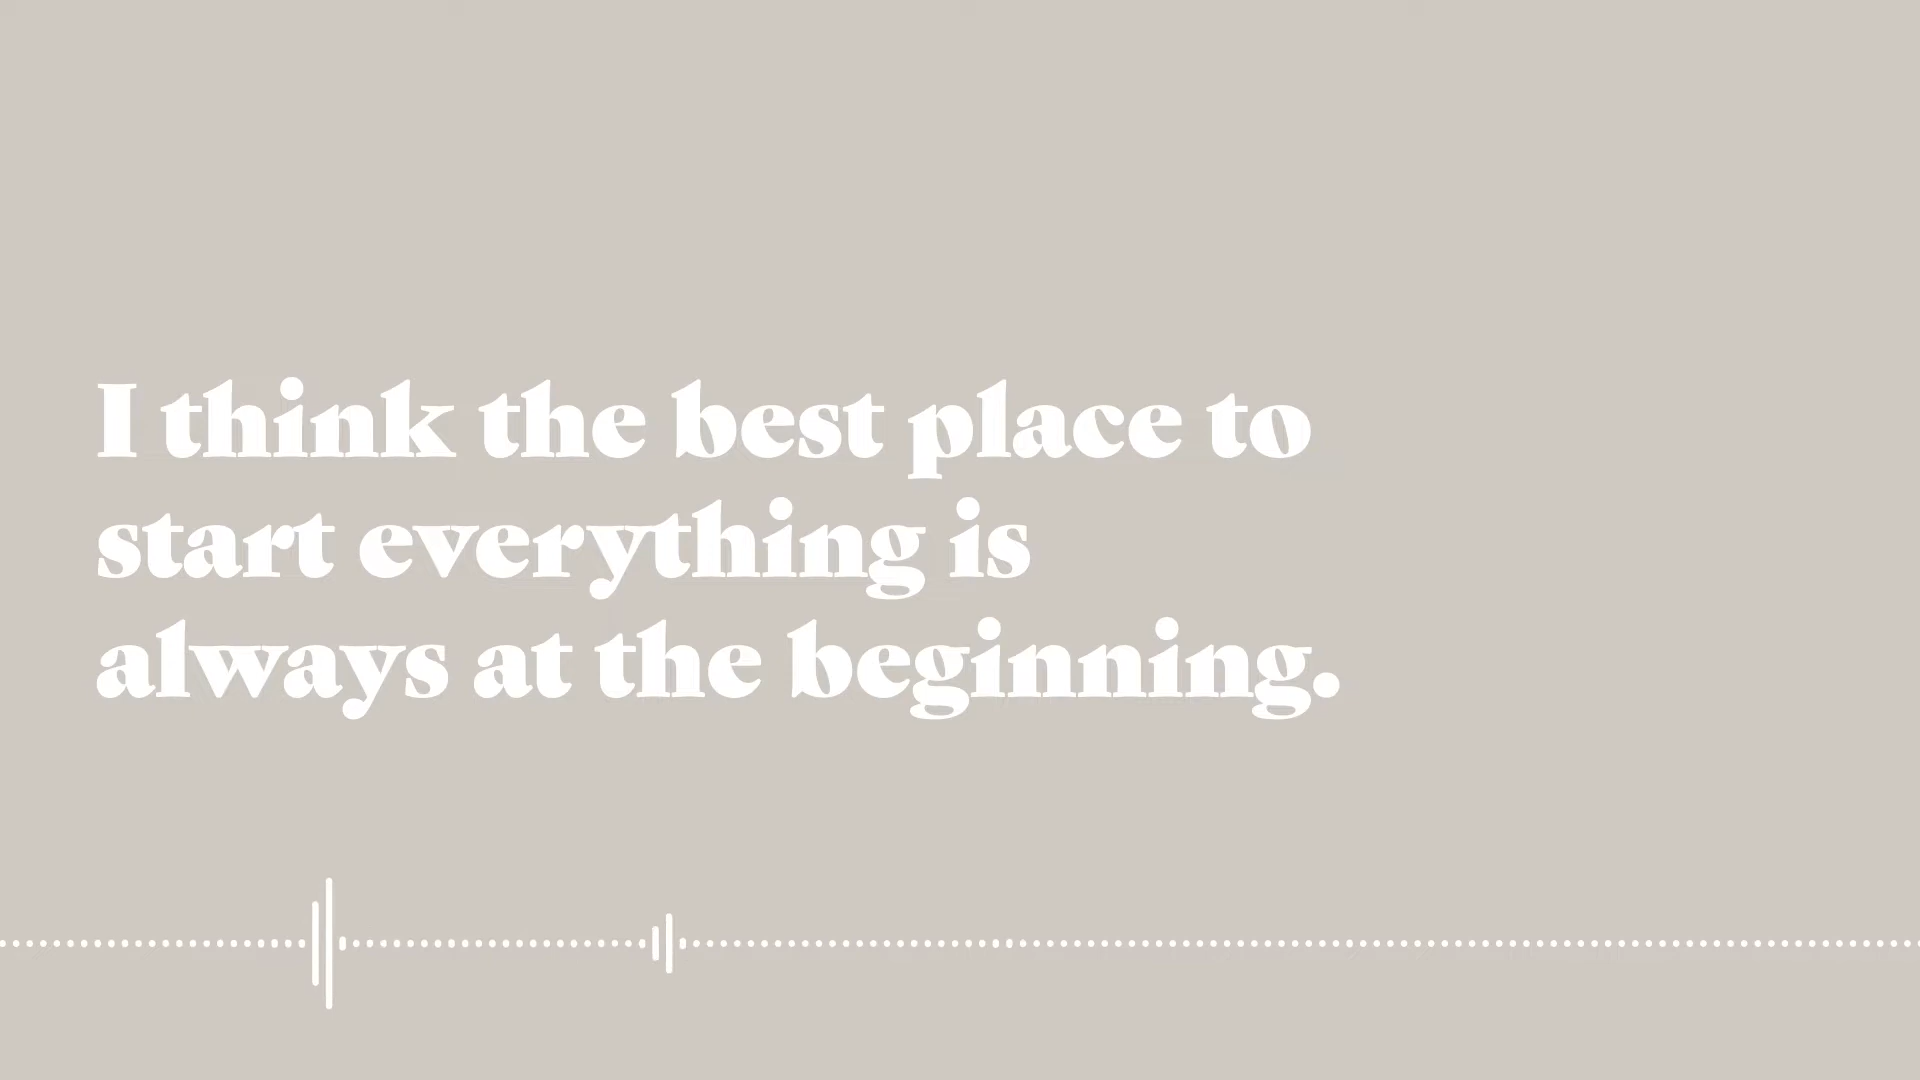 I think the best place to
start everything is
always at the beginning.